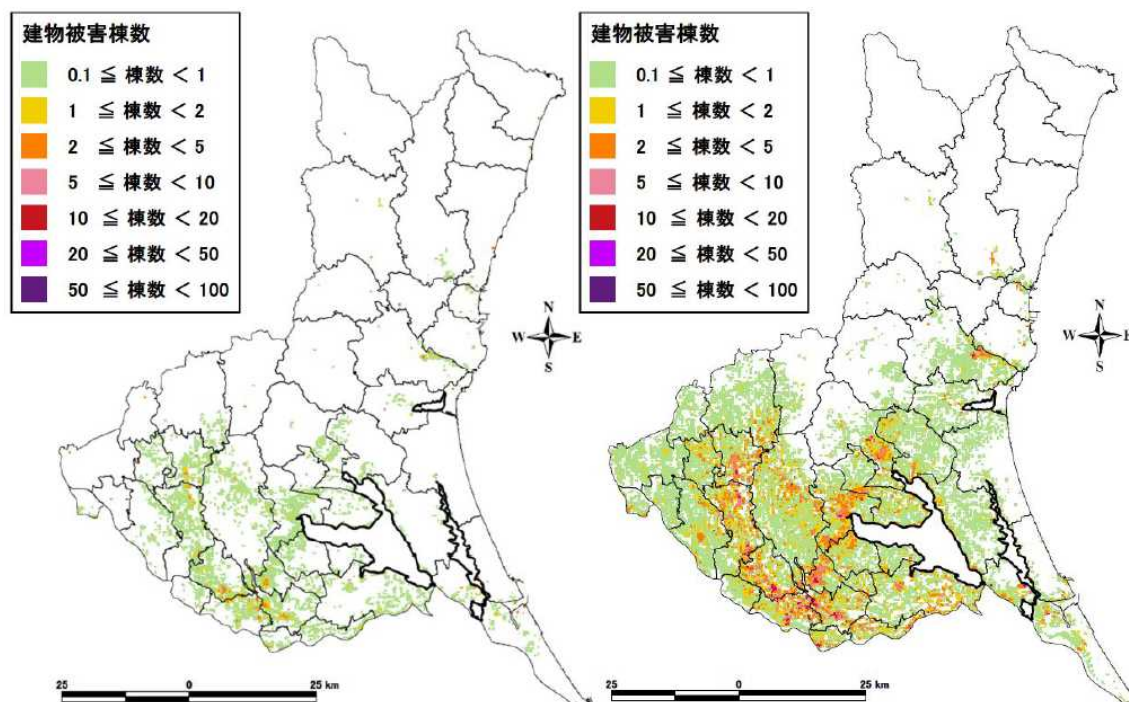 建物被害棟数
0.1 ≦ 棟数 < 1
1 ≦ 棟数 < 2
2 ≦ 棟数 < 5
5 ≦ 棟数 < 10
10 ≦ 棟数 < 20
20 ≦ 棟数 < 50
50 ≦ 棟数 < 100
N
W E
S
25 0 25 km
建物被害棟数
0.1 ≦ 棟数 < 1
1 ≦ 棟数 < 2
2 ≦ 棟数 < 5
5 ≦ 棟数 < 10
10 ≦ 棟数 < 20
20 ≦ 棟数 < 50
50 ≦ 棟数 < 100
N
W E
S
25 0 25 km